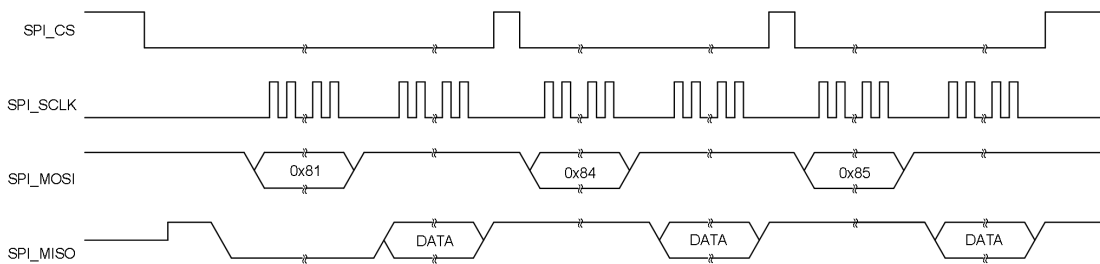 SPI_CS
SPI_SCLK
SPI_MOSI
0x81
0x84
0x85
SPI_MISO
DATA
DATA
DATA